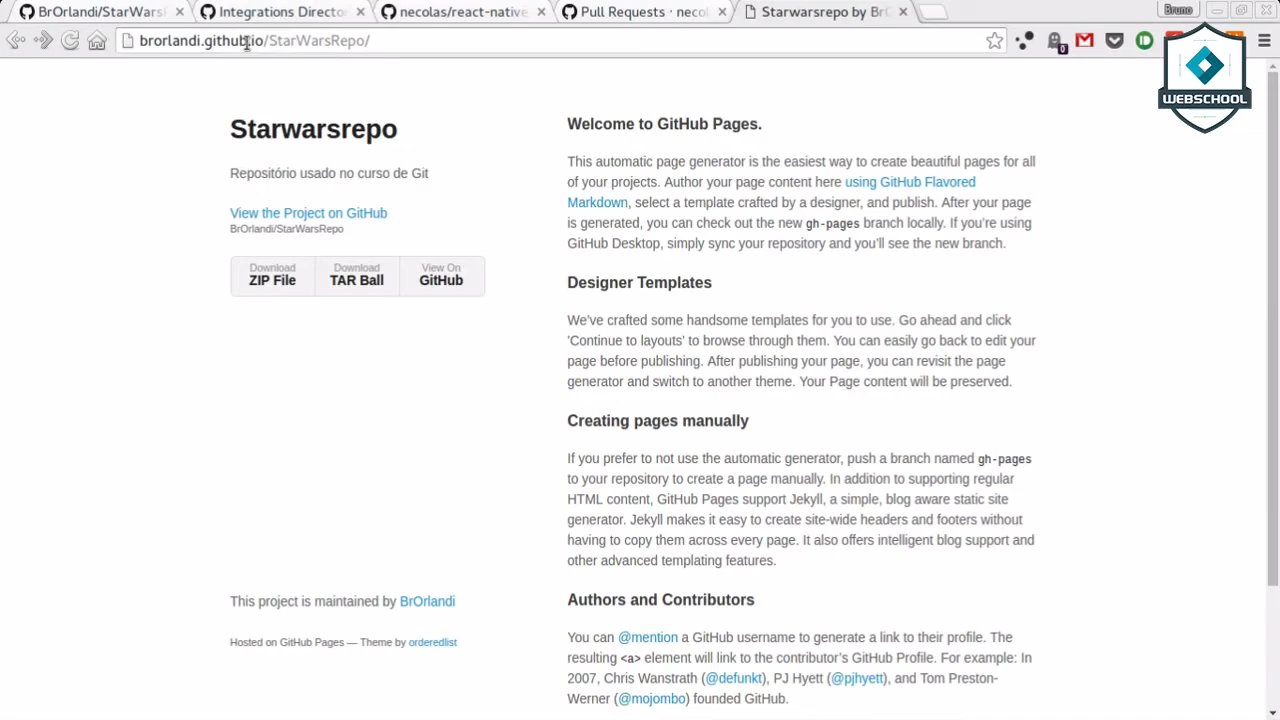 BrOrlandi/StarWars
Integrations Director
necolas/react-native
Pull Requests · neco
Starwarsrepo by BrO
Bruno
brorlandi.github.io/StarWarsRepo/
0
WEBSCHOOL
Starwarsrepo
Repositório usado no curso de Git
View the Project on GitHub
BrOrlandi/StarWarsRepo
Download
ZIP File
Download
TAR Ball
View On
GitHub
This project is maintained by BrOrlandi
Hosted on GitHub Pages — Theme by orderedlist
Welcome to GitHub Pages.
This automatic page generator is the easiest way to create beautiful pages for all
of your projects. Author your page content here using GitHub Flavored
Markdown, select a template crafted by a designer, and publish. After your page
is generated, you can check out the new gh-pages branch locally. If you’re using
GitHub Desktop, simply sync your repository and you’ll see the new branch.
Designer Templates
We’ve crafted some handsome templates for you to use. Go ahead and click
'Continue to layouts' to browse through them. You can easily go back to edit your
page before publishing. After publishing your page, you can revisit the page
generator and switch to another theme. Your Page content will be preserved.
Creating pages manually
If you prefer to not use the automatic generator, push a branch named gh-pages
to your repository to create a page manually. In addition to supporting regular
HTML content, GitHub Pages support Jekyll, a simple, blog aware static site
generator. Jekyll makes it easy to create site-wide headers and footers without
having to copy them across every page. It also offers intelligent blog support and
other advanced templating features.
Authors and Contributors
You can @mention a GitHub username to generate a link to their profile. The
resulting <a> element will link to the contributor’s GitHub Profile. For example: In
2007, Chris Wanstrath (@defunkt), PJ Hyett (@pjhyett), and Tom Preston-
Werner (@mojombo) founded GitHub.